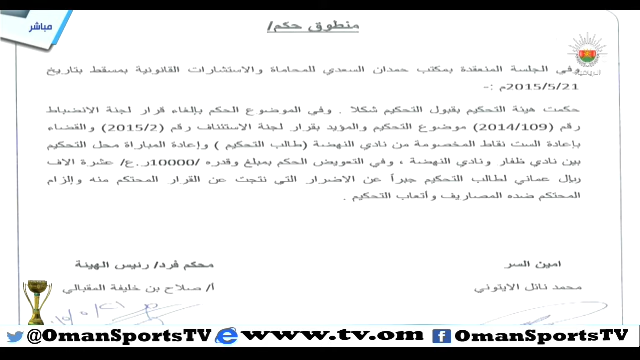 مباشر
منطوق حكم/
وفي الجلسة المنعقدة بمكتب حمدان السعدي للمحاماة والاستشارات القانونية بمسقط بتاريخ
2015/5/21م :-
حكمت هيئة التحكيم بقبول التحكيم شكلا . وفي الموضوع الحكم بإلغاء قرار لجنة الانضباط
رقم (2014/109) موضوع التحكيم والمؤيد بقرار لجنة الاستئناف رقم (2015/2) والقضاء
بإعادة الست نقاط المخصومة من نادي النهضة (طالب التحكيم ) وإعادة المباراة محل التحكيم
بين نادي ظفار ونادي النهضة ، وفي التعويض الحكم بمبلغ وقدره /10000ر.ع/ عشرة الاف
ريال عماني لطالب التحكيم جبراً عن الاضرار التي نتجت عن القرار المحتكم منه وإلزام
المحتكم ضده المصاريف وأتعاب التحكيم .
امين السر
محكم فرد/ رئيس الهيئة
محمد نائل الايتوني
أ/ صلاح بن خليفة المقبالي
@OmanSportsTV www.tv.om OmanSportsTV